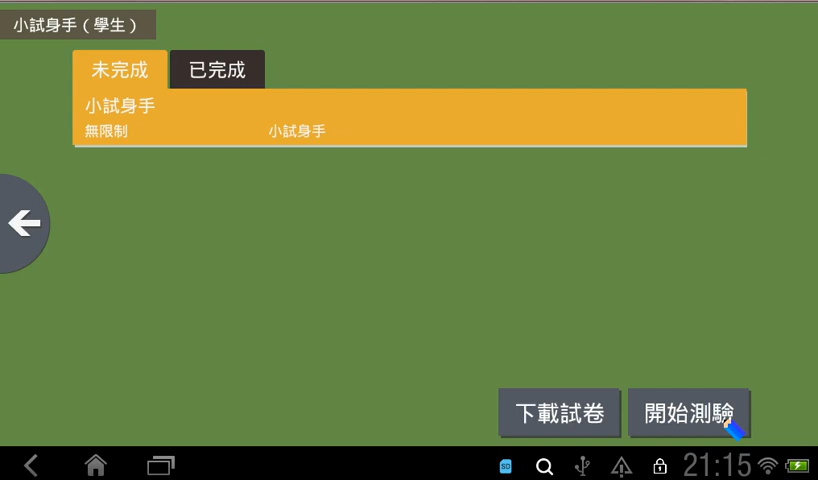 小試身手（學生）
未完成
已完成
小試身手
無限制
小試身手
下載試卷
開始測驗
SD
21:15